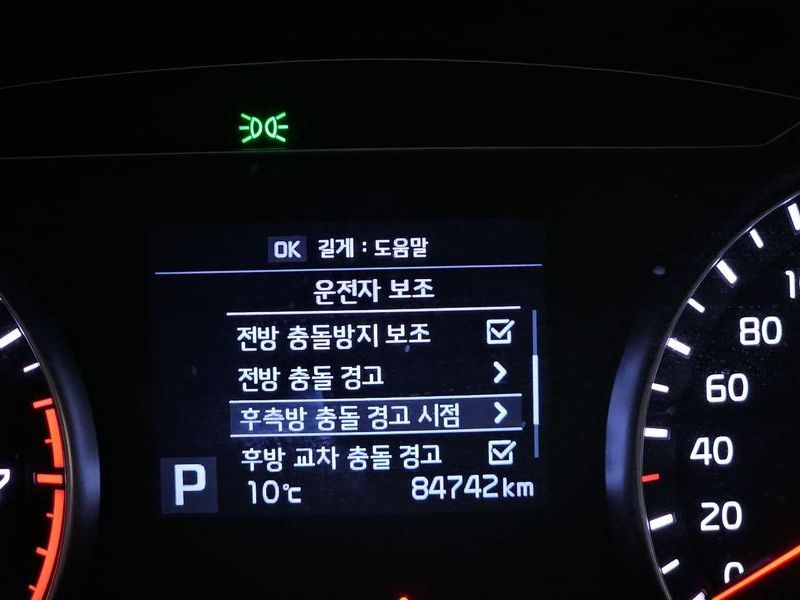 OK 길게 : 도움말
운전자 보조
전방 충돌방지 보조
전방 충돌 경고
후측방 충돌 경고 시점
후방 교차 충돌 경고
P
10℃ 84742km
80
60
40
20
0